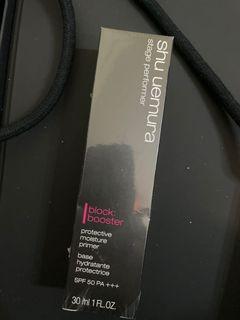 shu uemura
stage performer
block:
booster
protective
moisture
primer
base
hydratante
protectrice
SPF 50 PA +++
30 ml 1 FL.OZ.